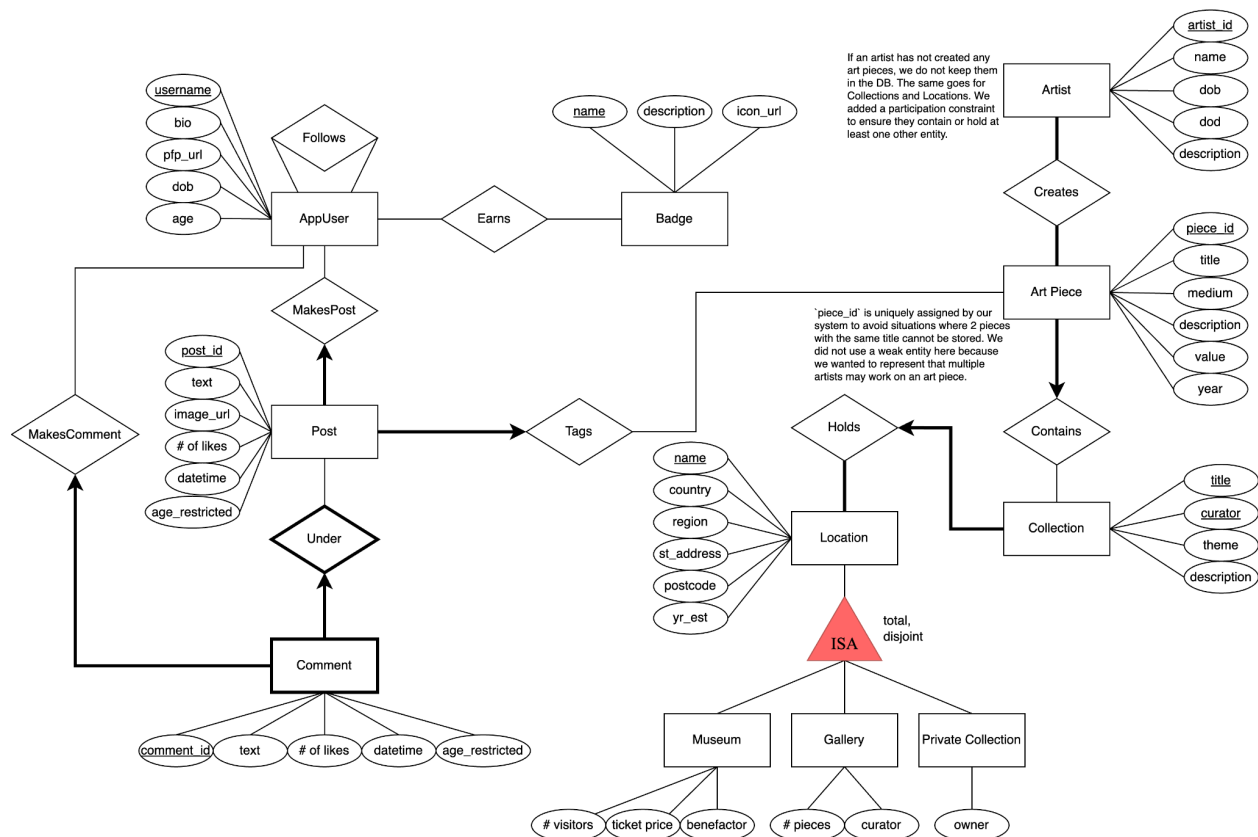 artist_id
If an artist has not created any
art pieces, we do not keep them
in the DB. The same goes for
Collections and Locations. We
added a participation constraint
to ensure they contain or hold at
least one other entity.
Artist
name
dob
dod
description
username
bio
pfp_url
dob
age
Follows
name
description
icon_url
AppUser
Earns
Badge
Creates
piece_id
title
medium
description
value
year
Art Piece
MakesPost
`piece_id` is uniquely assigned by our
system to avoid situations where 2 pieces
with the same title cannot be stored. We
did not use a weak entity here because
we wanted to represent that multiple
artists may work on an art piece.
post_id
text
image_url
# of likes
datetime
age_restricted
Post
MakesComment
Tags
Holds
Contains
name
country
region
st_address
postcode
yr_est
Location
title
curator
theme
description
Collection
Under
total,
disjoint
ISA
Comment
comment_id
text
# of likes
datetime
age_restricted
Museum
Gallery
Private Collection
# visitors
ticket price
benefactor
# pieces
curator
owner